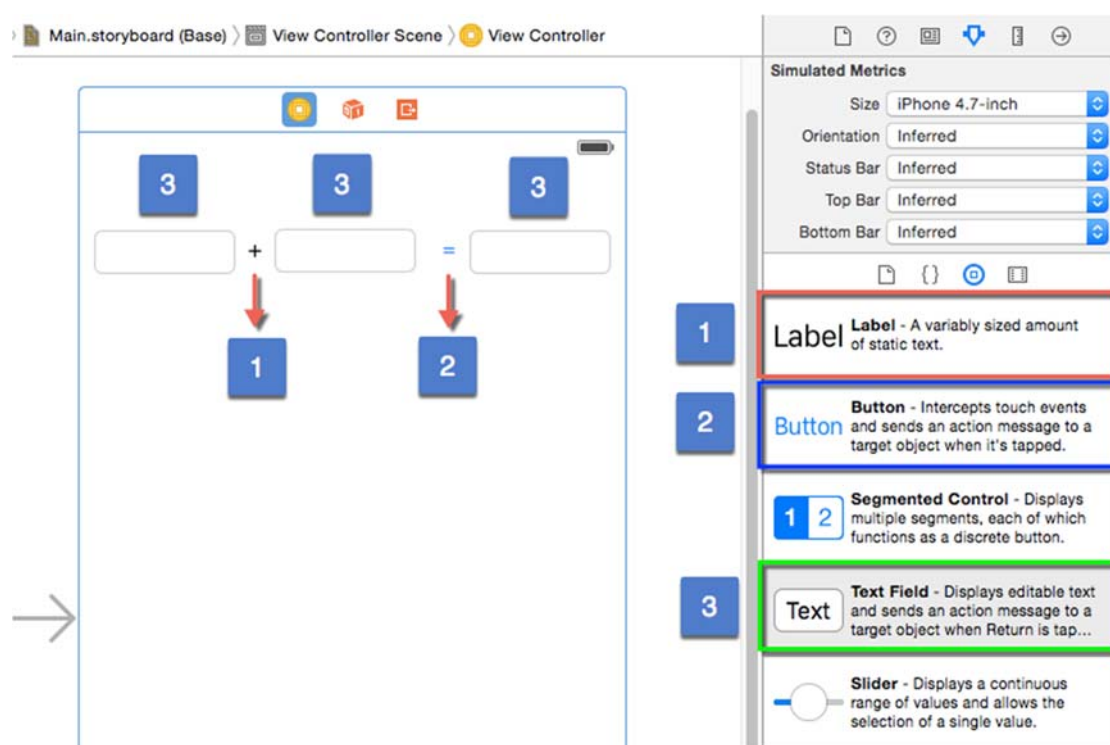 Main.storyboard (Base) 〉 View Controller Scene 〉 View Controller
Simulated Metrics
Size iPhone 4.7-inch
Orientation Inferred
Status Bar Inferred
Top Bar Inferred
Bottom Bar Inferred
3 3 3
+ =
1 2
1
Label
Label - A variably sized amount
of static text.
2
Button
Button - Intercepts touch events
and sends an action message to a
target object when it's tapped.
1 2
Segmented Control - Displays
multiple segments, each of which
functions as a discrete button.
3
Text
Text Field - Displays editable text
and sends an action message to a
target object when Return is tap...
Slider - Displays a continuous
range of values and allows the
selection of a single value.